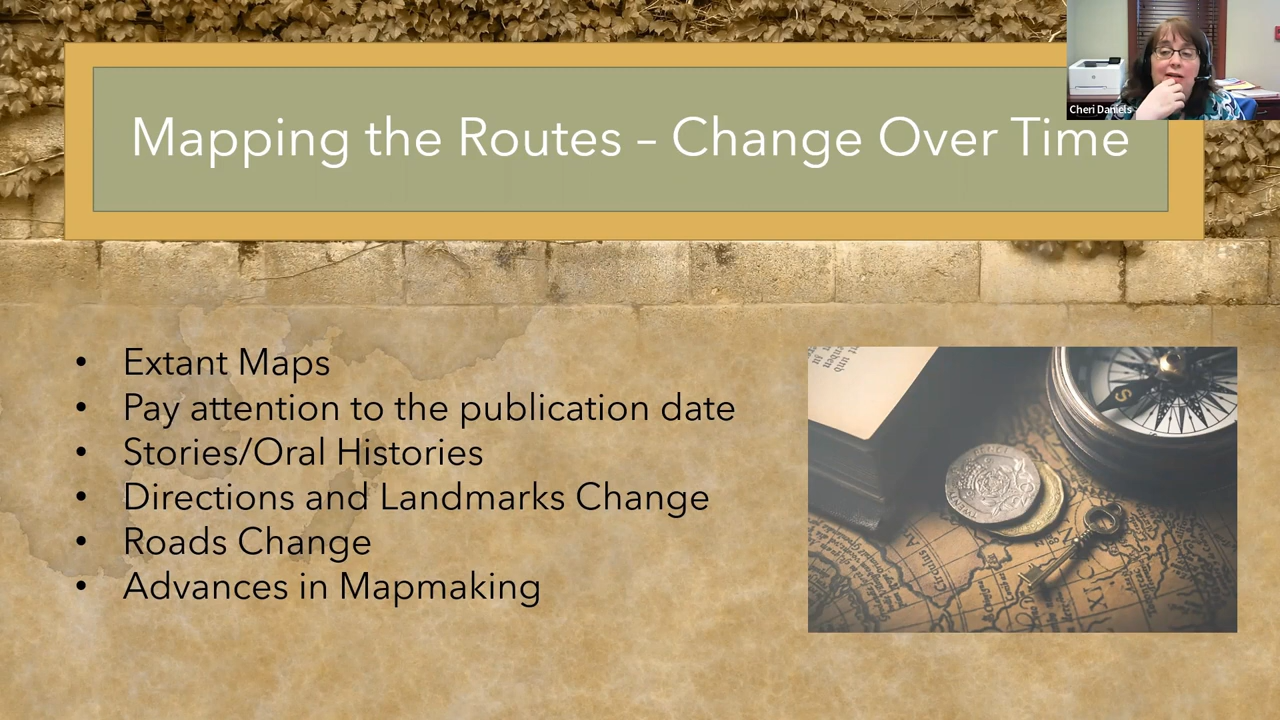 Mapping the Routes – Change Over Time
Cheri Daniels
• Extant Maps
• Pay attention to the publication date
• Stories/Oral Histories
• Directions and Landmarks Change
• Roads Change
• Advances in Mapmaking
S
IX